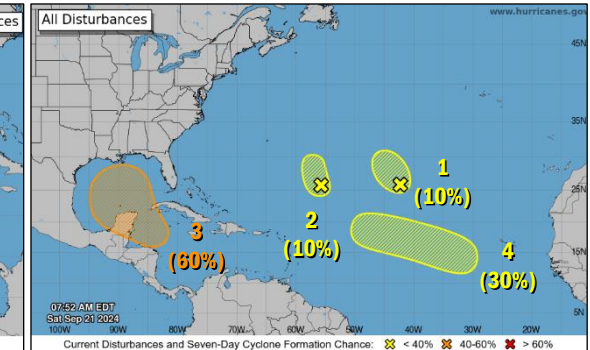 ces
All Disturbances
www.hurricanes.gov
45N
35N
25N
15N
5N
1
(10%)
2
(10%)
3
(60%)
4
(30%)
07:52 AM EDT
Sat Sep 21 2024
100W 90W 80W 70W 60W 50W 40W 30W 20W
Current Disturbances and Seven-Day Cyclone Formation Chance: < 40% 40-60% > 60%